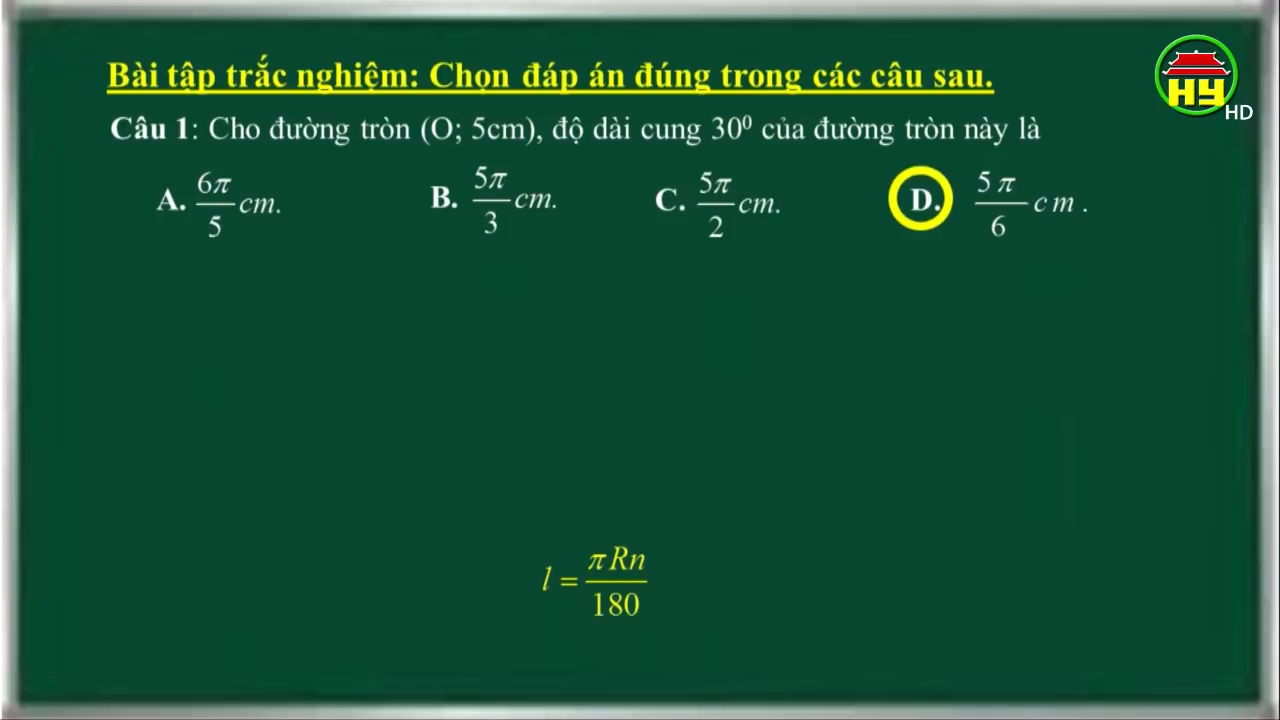 Bài tập trắc nghiệm: Chọn đáp án đúng trong các câu sau.
HY HD
Câu 1: Cho đường tròn (O; 5cm), độ dài cung 30⁰ của đường tròn này là
A. 6π/5 cm. B. 5π/3 cm. C. 5π/2 cm. D. 5π/6 cm.
l = πRn/180